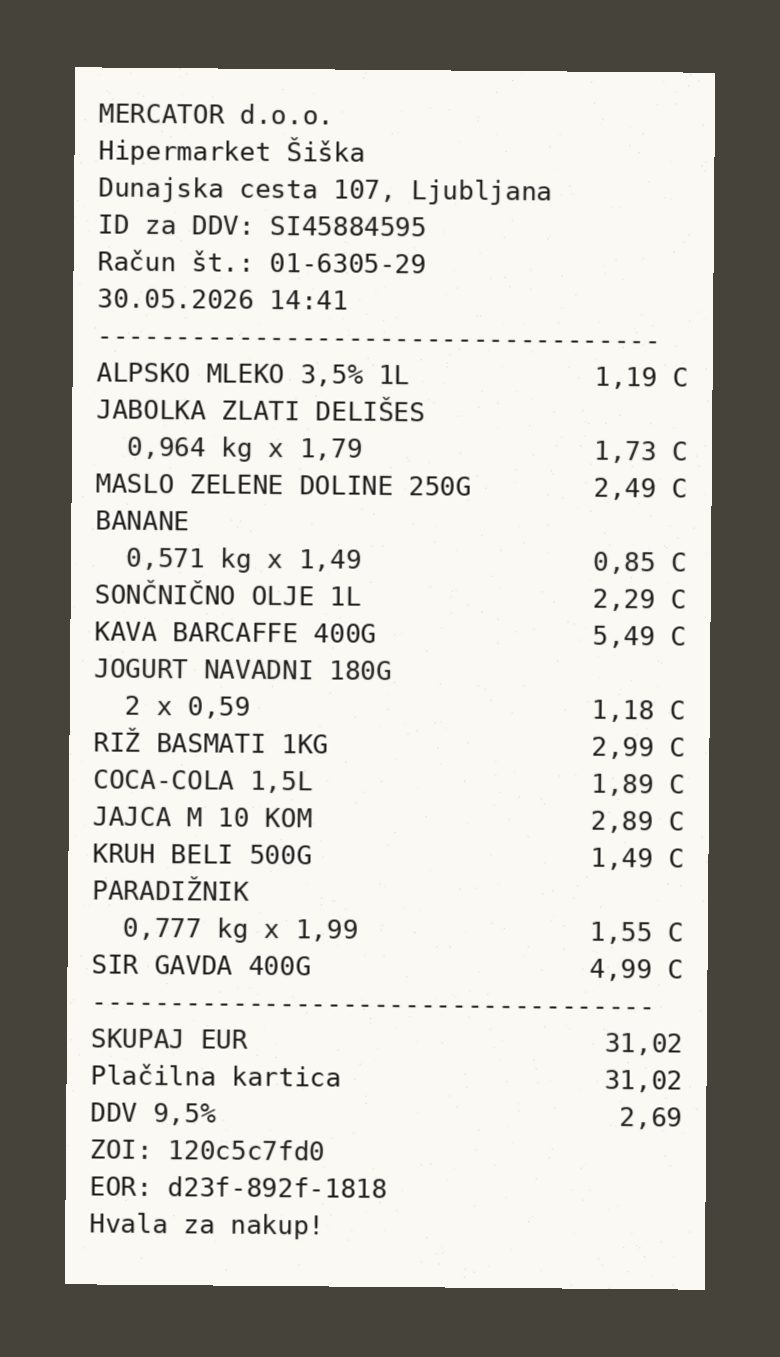 MERCATOR d.o.o.
Hipermarket Šiška
Dunajska cesta 107, Ljubljana
ID za DDV: SI45884595
Račun št.: 01-6305-29
30.05.2026 14:41
------------------------------------
ALPSKO MLEKO 3,5% 1L 1,19 C
JABOLKA ZLATI DELIŠES
0,964 kg x 1,79 1,73 C
MASLO ZELENE DOLINE 250G 2,49 C
BANANE
0,571 kg x 1,49 0,85 C
SONČNIČNO OLJE 1L 2,29 C
KAVA BARCAFFE 400G 5,49 C
JOGURT NAVADNI 180G
2 x 0,59 1,18 C
RIŽ BASMATI 1KG 2,99 C
COCA-COLA 1,5L 1,89 C
JAJCA M 10 KOM 2,89 C
KRUH BELI 500G 1,49 C
PARADIŽNIK
0,777 kg x 1,99 1,55 C
SIR GAVDA 400G 4,99 C
------------------------------------
SKUPAJ EUR 31,02
Plačilna kartica 31,02
DDV 9,5% 2,69
ZOI: 120c5c7fd0
EOR: d23f-892f-1818
Hvala za nakup!